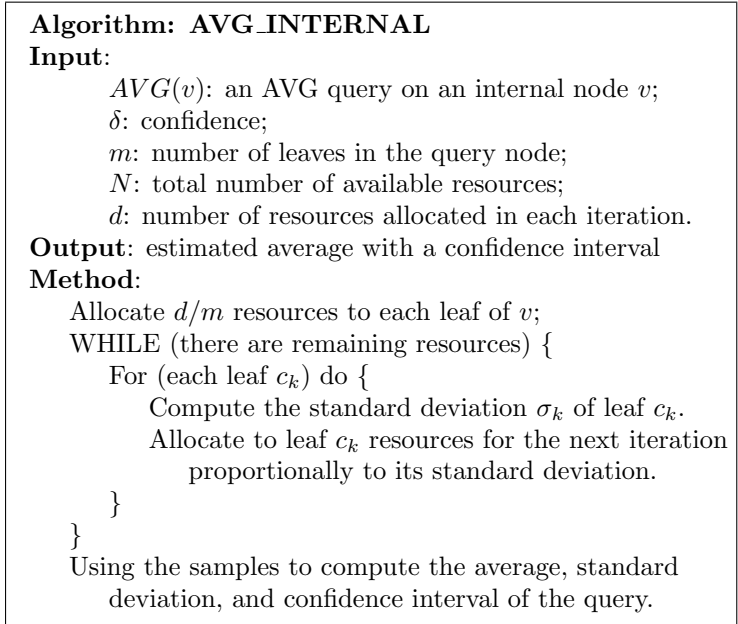 Algorithm: AVG_INTERNAL
Input:
AVG(v): an AVG query on an internal node v;
δ: confidence;
m: number of leaves in the query node;
N: total number of available resources;
d: number of resources allocated in each iteration.
Output: estimated average with a confidence interval
Method:
Allocate d/m resources to each leaf of v;
WHILE (there are remaining resources) {
For (each leaf cₖ) do {
Compute the standard deviation σₖ of leaf cₖ.
Allocate to leaf cₖ resources for the next iteration
proportionally to its standard deviation.
}
}
Using the samples to compute the average, standard
deviation, and confidence interval of the query.